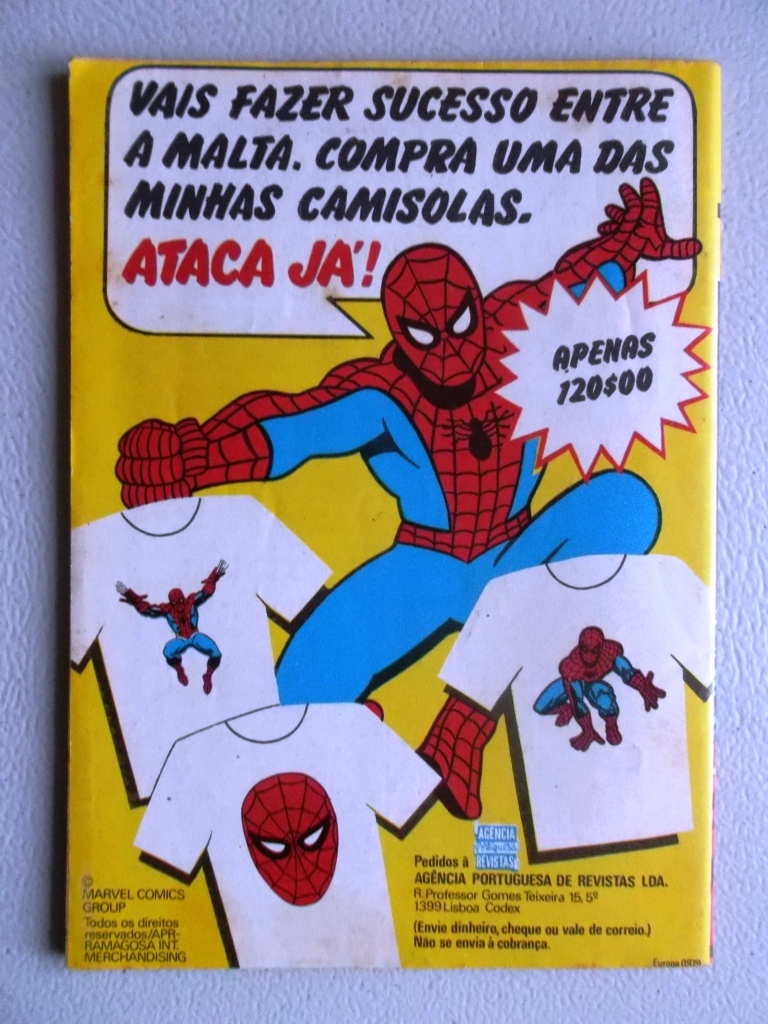 VAIS FAZER SUCESSO ENTRE
A MALTA. COMPRA UMA DAS
MINHAS CAMISOLAS.
ATACA JÁ!
APENAS
120$00
Pedidos à
AGÊNCIA
Portuguesa
REVISTAS
AGÊNCIA PORTUGUESA DE REVISTAS LDA.
R. Professor Gomes Teixeira 15, 5º
1399 Lisboa Codex
(Envie dinheiro, cheque ou vale de correio.)
Não se envia à cobrança.
©
MARVEL COMICS
GROUP
Todos os direitos
reservados/APR-
RAMAGOSA INT.
MERCHANDISING